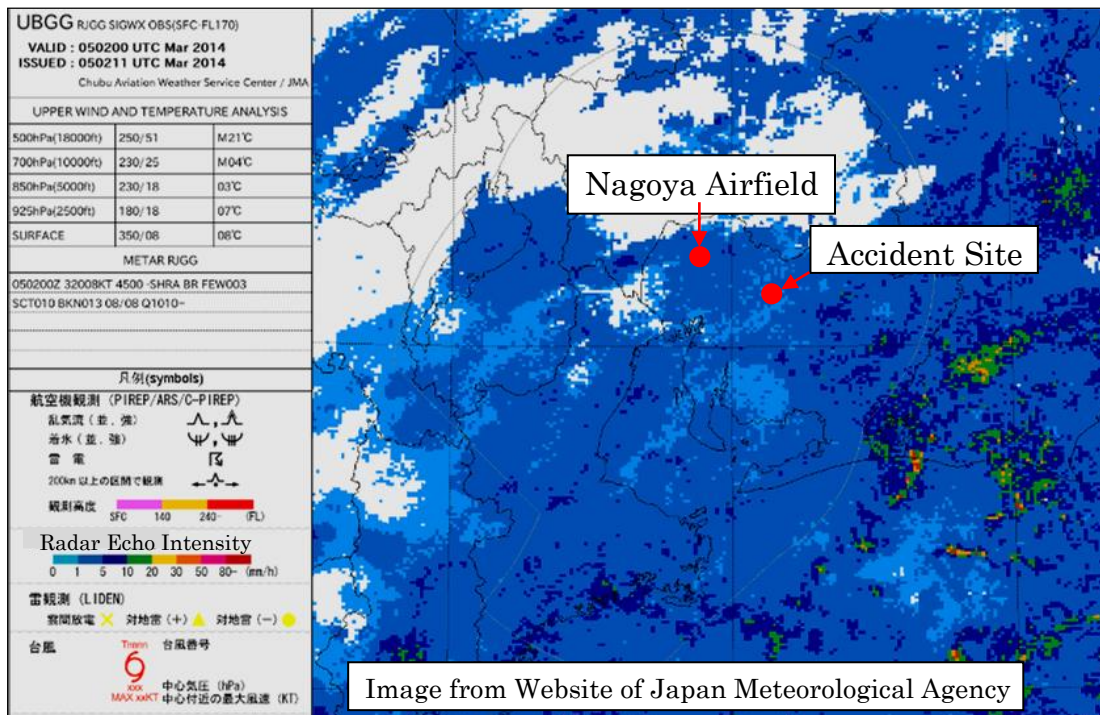 UBGG RJGG SIGWX OBS(SFC-FL170)
VALID : 050200 UTC Mar 2014
ISSUED : 050211 UTC Mar 2014
Chubu Aviation Weather Service Center / JMA
UPPER WIND AND TEMPERATURE ANALYSIS
500hPa(18000ft) 250/51 M21℃
700hPa(10000ft) 230/25 M04℃
850hPa(5000ft) 230/18 03℃
925hPa(2500ft) 180/18 07℃
SURFACE 350/08 08℃
METAR RJGG
050200Z 32008KT 4500 -SHRA BR FEW003
SCT010 BKN013 08/08 Q1010=
凡例(symbols)
航空機観測 (PIREP/ARS/C-PIREP)
乱気流 (並, 強)
着氷 (並, 強)
雷 電
200km 以上の区間で観測
観測高度
SFC 140 240- (FL)
Radar Echo Intensity
0 1 5 10 20 30 50 80- (mm/h)
雷観測 (LIDEN)
雲間放電 対地雷 (+) 対地雷 (-)
台風
Tnnnn 台風番号
xxx 中心気圧 (hPa)
MAX xxKT 中心付近の最大風速 (KT)
Nagoya Airfield
Accident Site
Image from Website of Japan Meteorological Agency